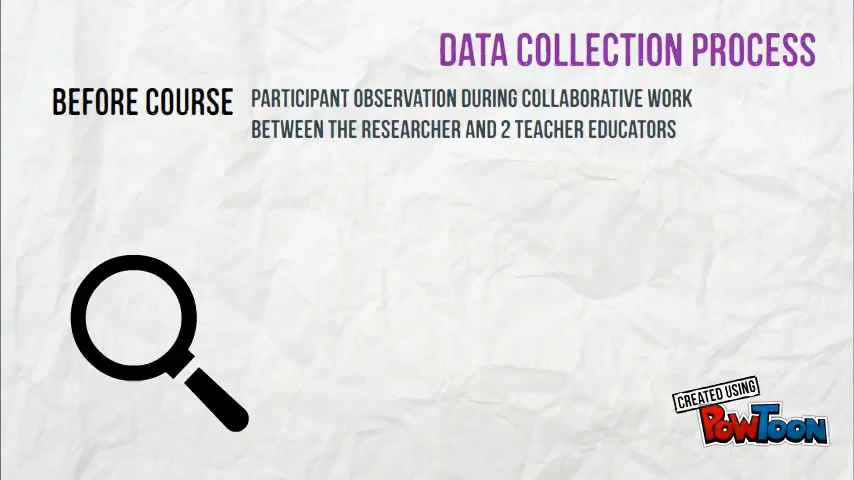 DATA COLLECTION PROCESS
BEFORE COURSE
PARTICIPANT OBSERVATION DURING COLLABORATIVE WORK
BETWEEN THE RESEARCHER AND 2 TEACHER EDUCATORS
CREATED USING
POWTOON